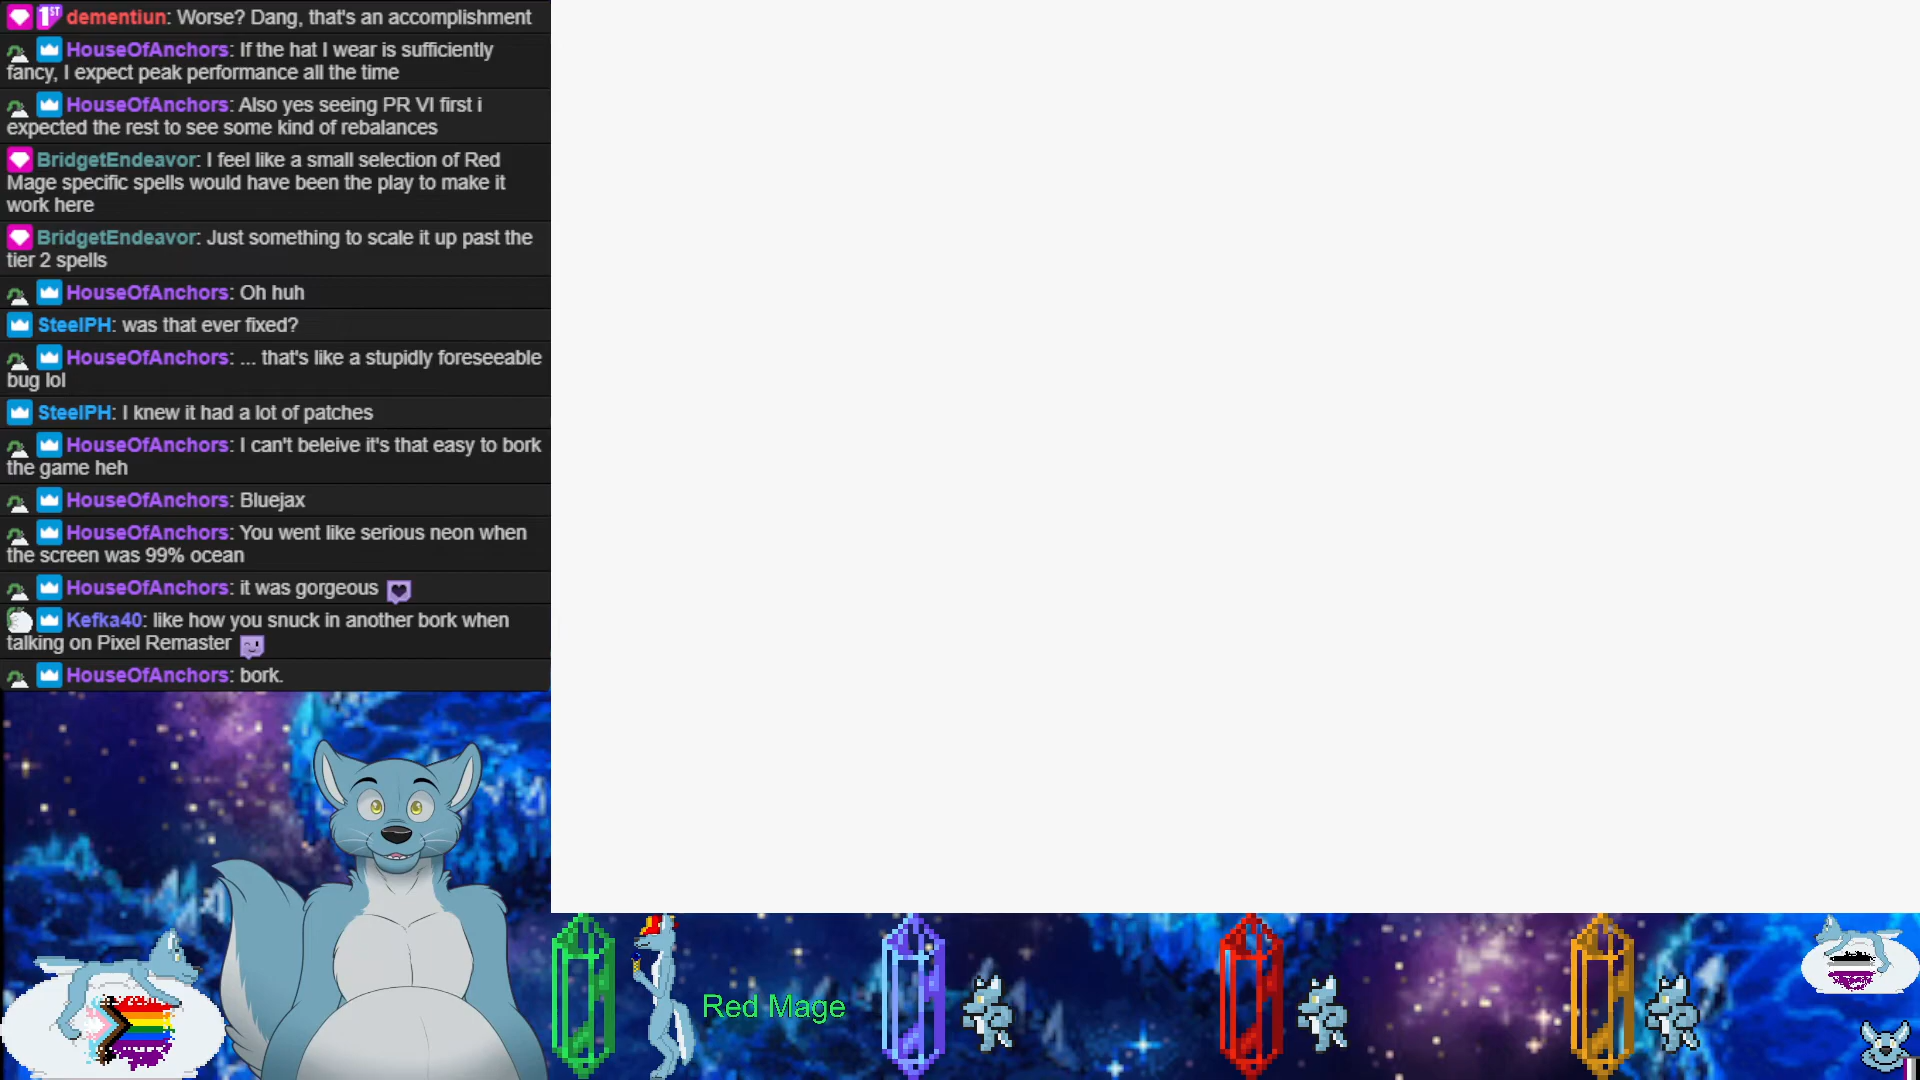 1ST dementiun: Worse? Dang, that's an accomplishment
HouseOfAnchors: If the hat I wear is sufficiently
fancy, I expect peak performance all the time
HouseOfAnchors: Also yes seeing PR VI first i
expected the rest to see some kind of rebalances
BridgetEndeavor: I feel like a small selection of Red
Mage specific spells would have been the play to make it
work here
BridgetEndeavor: Just something to scale it up past the
tier 2 spells
HouseOfAnchors: Oh huh
SteelPH: was that ever fixed?
HouseOfAnchors: ... that's like a stupidly foreseeable
bug lol
SteelPH: I knew it had a lot of patches
HouseOfAnchors: I can't beleive it's that easy to bork
the game heh
HouseOfAnchors: Bluejax
HouseOfAnchors: You went like serious neon when
the screen was 99% ocean
HouseOfAnchors: it was gorgeous
Kefka40: like how you snuck in another bork when
talking on Pixel Remaster
HouseOfAnchors: bork.
Red Mage